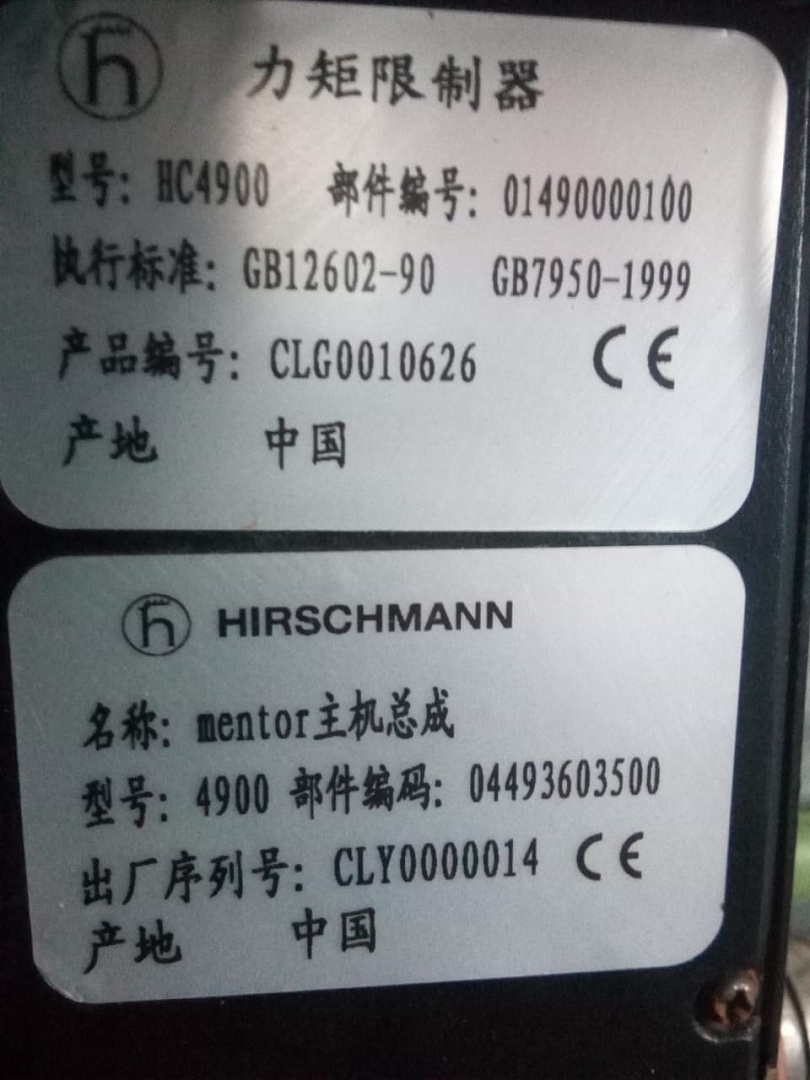 力矩限制器
型号: HC4900 部件编号: 01490000100
执行标准: GB12602-90 GB7950-1999
产品编号: CLG0010626 CE
产地 中国
HIRSCHMANN
名称: mentor主机总成
型号: 4900 部件编码: 04493603500
出厂序列号: CLY0000014 CE
产地 中国